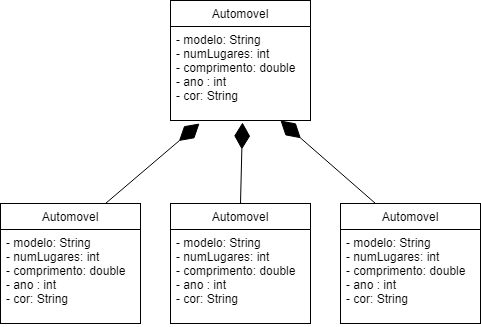 Automovel
- modelo: String
- numLugares: int
- comprimento: double
- ano : int
- cor: String
Automovel
- modelo: String
- numLugares: int
- comprimento: double
- ano : int
- cor: String
Automovel
- modelo: String
- numLugares: int
- comprimento: double
- ano : int
- cor: String
Automovel
- modelo: String
- numLugares: int
- comprimento: double
- ano : int
- cor: String